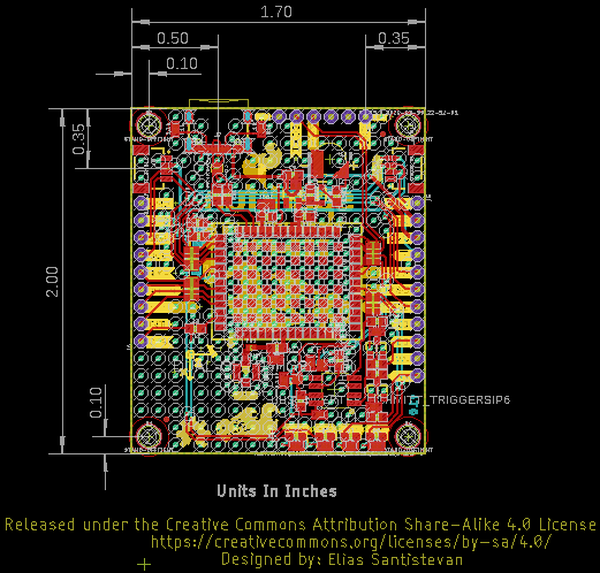 1.70
0.50
0.35
0.10
0.35
2.00
0.10
TRIGGERSIP6
Units In Inches
Released under the Creative Commons Attribution Share-Alike 4.0 License
https://creativecommons.org/licenses/by-sa/4.0/
Designed by: Elias Santistevan